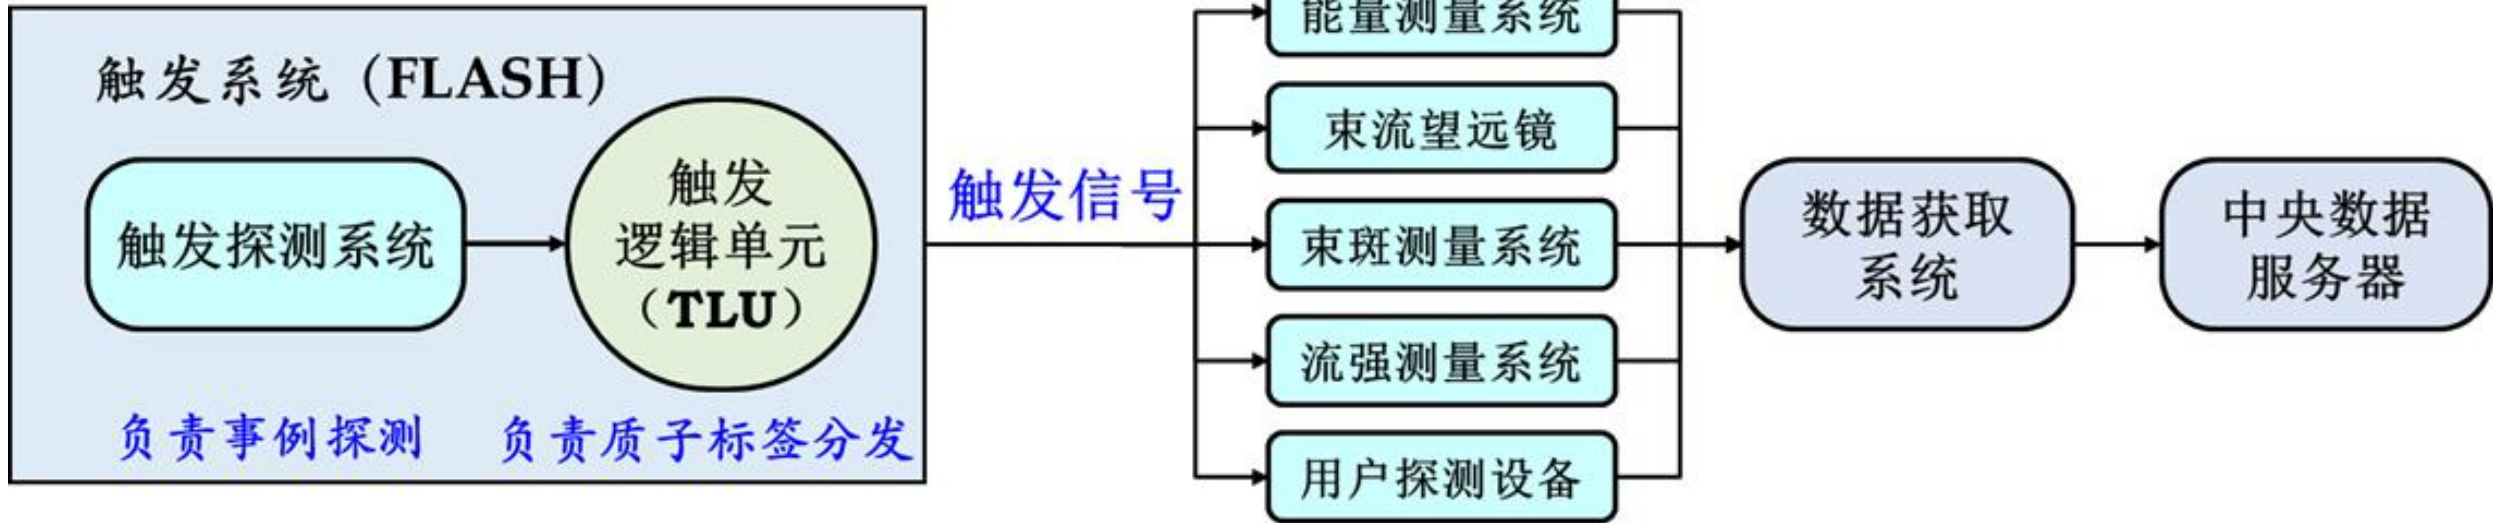 触发系统（FLASH）
触发探测系统
触发
逻辑单元
（TLU）
负责事例探测
负责质子标签分发
触发信号
能量测量系统
束流望远镜
束斑测量系统
流强测量系统
用户探测设备
数据获取
系统
中央数据
服务器